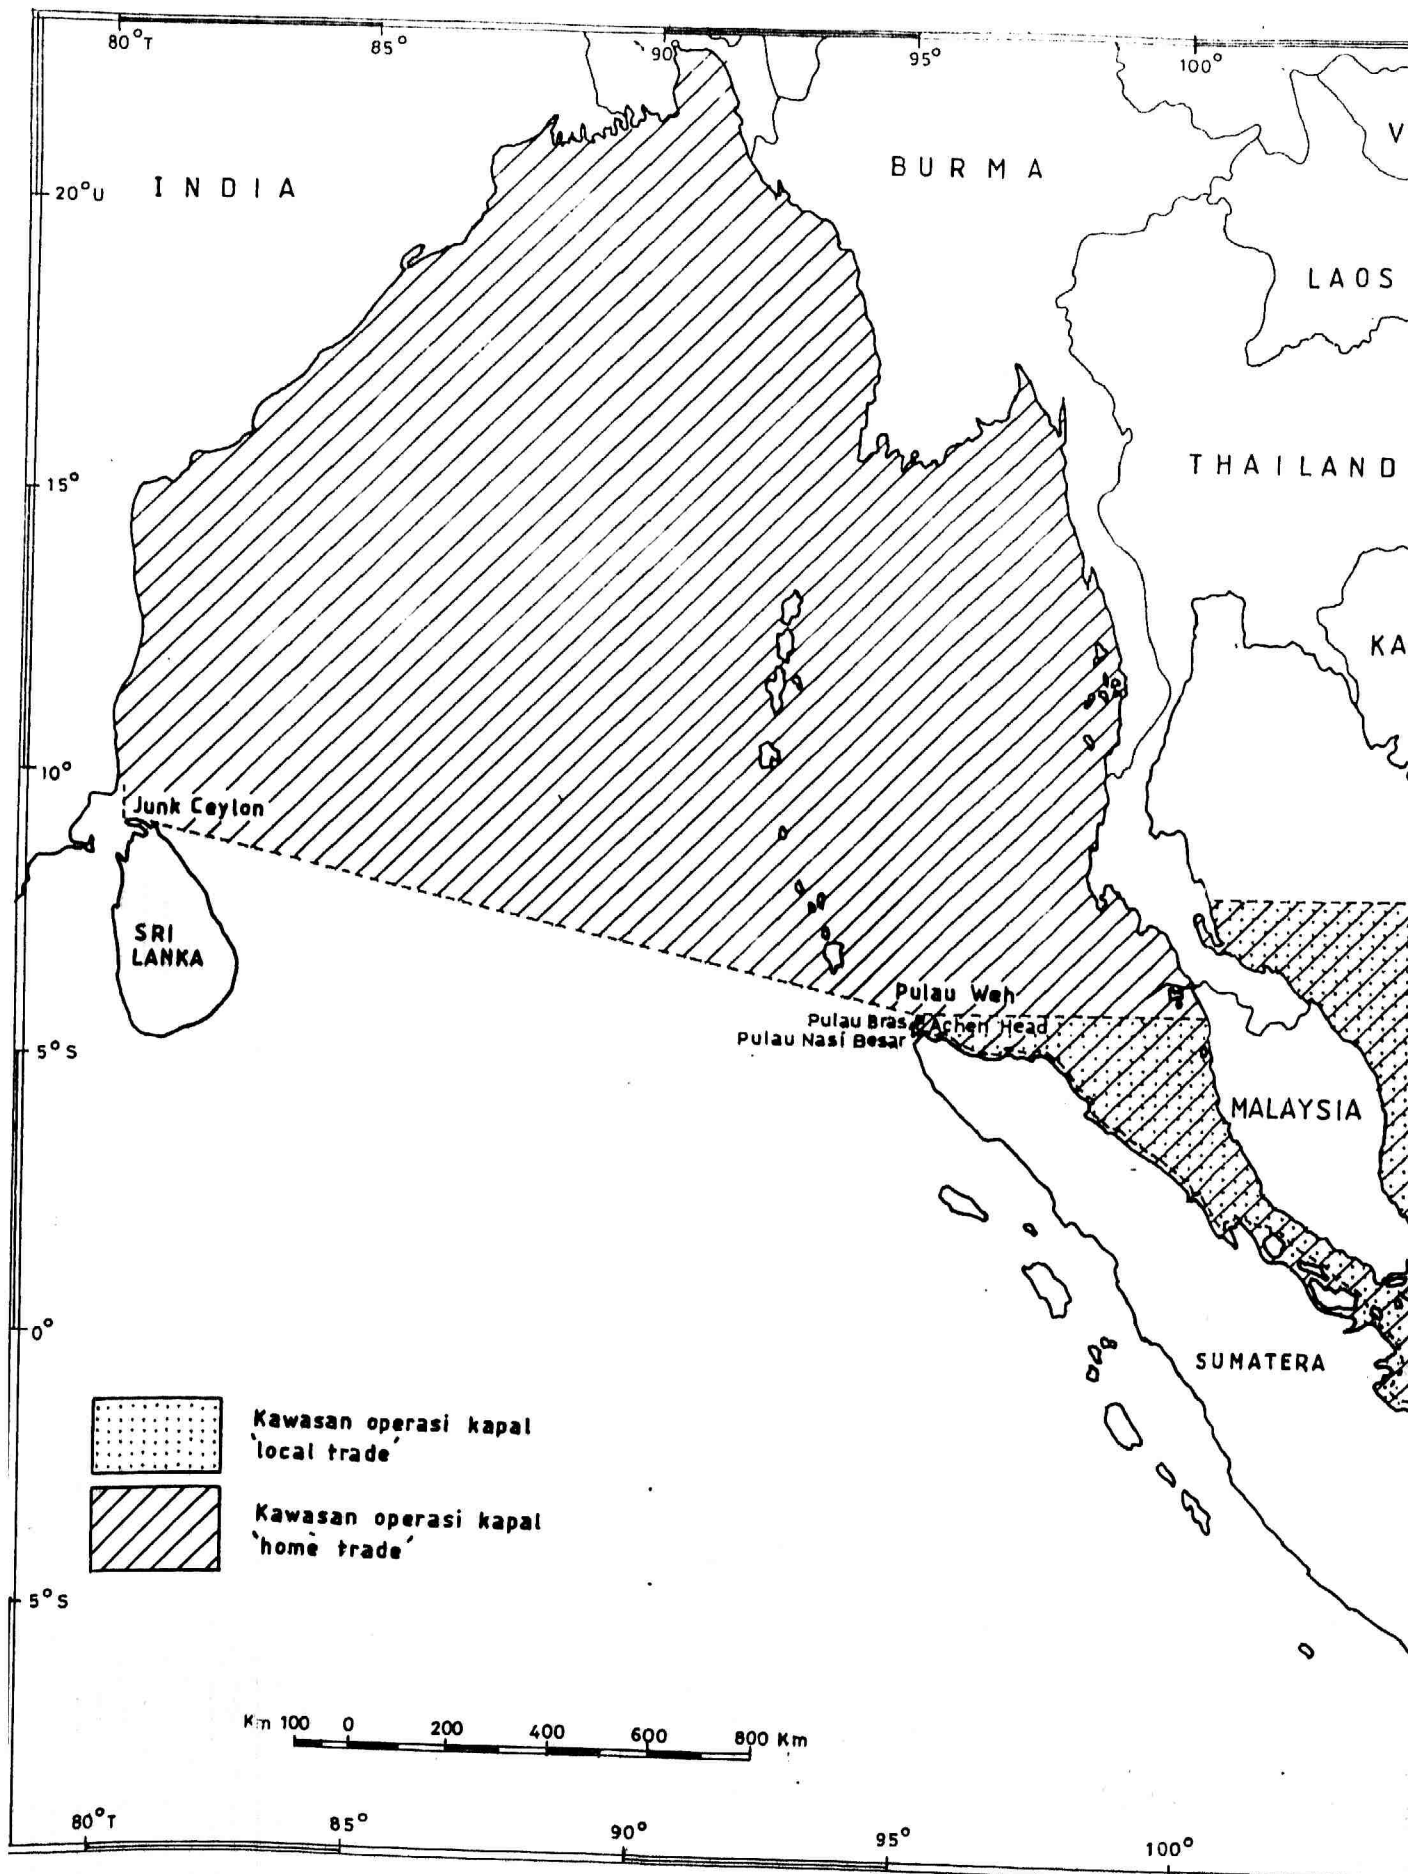 80°T 85° 90° 95° 100°
20°U
INDIA
BURMA
V
LAOS
15°
THAILAND
KA
10°
Junk Ceylon
SRI
LANKA
Pulau Weh
Pulau Bras
Achen Head
Pulau Nasi Besar
5°S
MALAYSIA
0°
SUMATERA
Kawasan operasi kapal
'local trade'
Kawasan operasi kapal
'home trade'
5°S
Km 100 0 200 400 600 800 Km
80°T 85° 90° 95° 100°